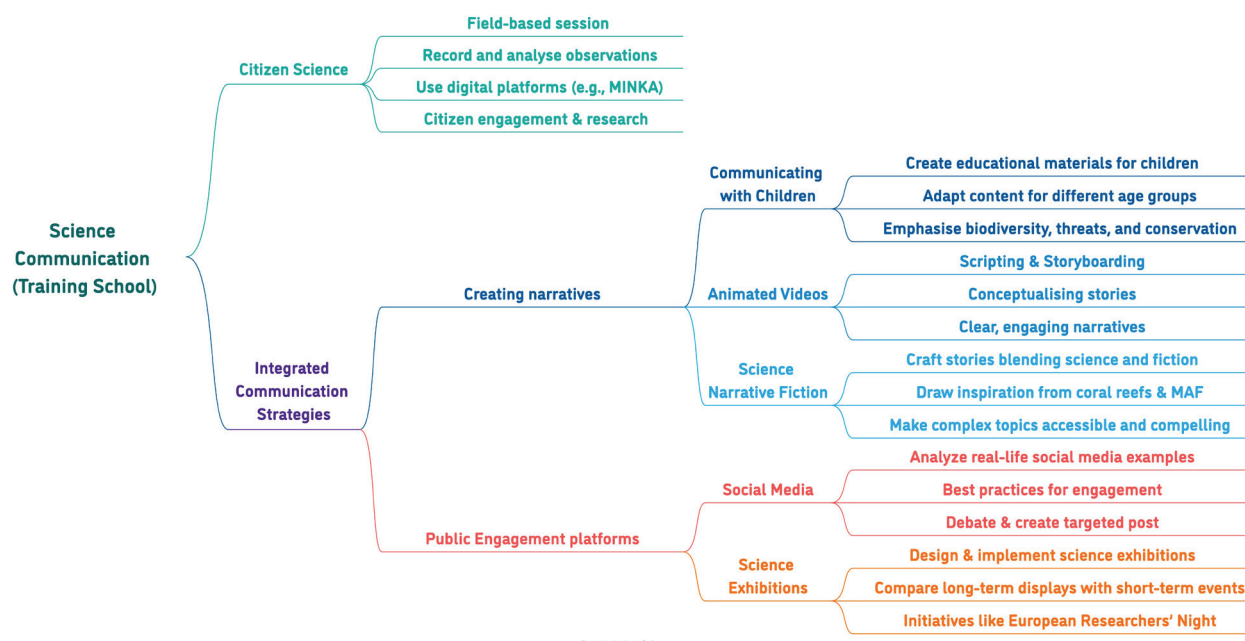 Science
Communication
(Training School)
Citizen Science
Field-based session
Record and analyse observations
Use digital platforms (e.g., MINKA)
Citizen engagement & research
Integrated
Communication
Strategies
Creating narratives
Communicating
with Children
Create educational materials for children
Adapt content for different age groups
Emphasise biodiversity, threats, and conservation
Animated Videos
Scripting & Storyboarding
Conceptualising stories
Clear, engaging narratives
Science
Narrative Fiction
Craft stories blending science and fiction
Draw inspiration from coral reefs & MAF
Make complex topics accessible and compelling
Public Engagement platforms
Social Media
Analyze real-life social media examples
Best practices for engagement
Debate & create targeted post
Science
Exhibitions
Design & implement science exhibitions
Compare long-term displays with short-term events
Initiatives like European Researchers’ Night